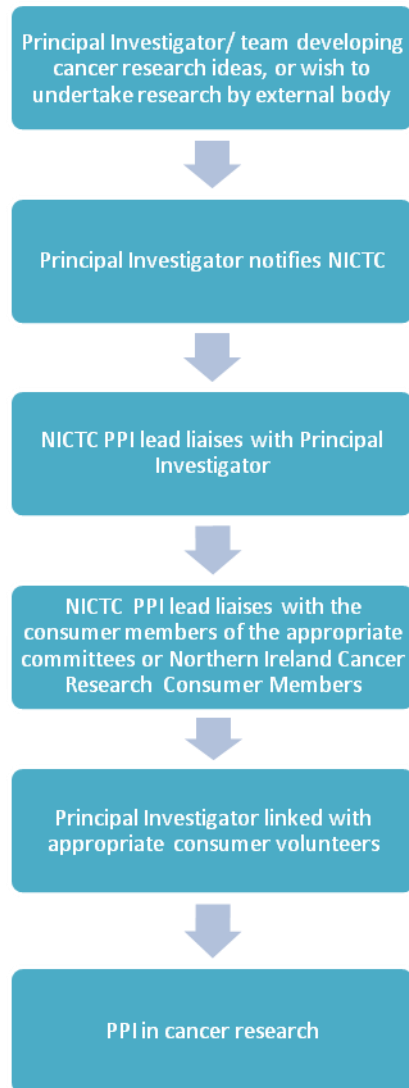 Principal Investigator/ team developing
cancer research ideas, or wish to
undertake research by external body
Principal Investigator notifies NICTC
NICTC PPI lead liaises with Principal
Investigator
NICTC PPI lead liaises with the
consumer members of the appropriate
committees or Northern Ireland Cancer
Research Consumer Members
Principal Investigator linked with
appropriate consumer volunteers
PPI in cancer research